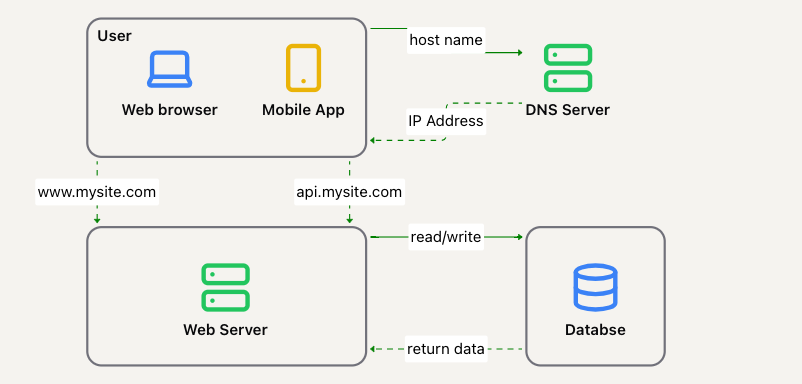 User
host name
Web browser
Mobile App
DNS Server
IP Address
www.mysite.com
api.mysite.com
read/write
Web Server
Databse
return data